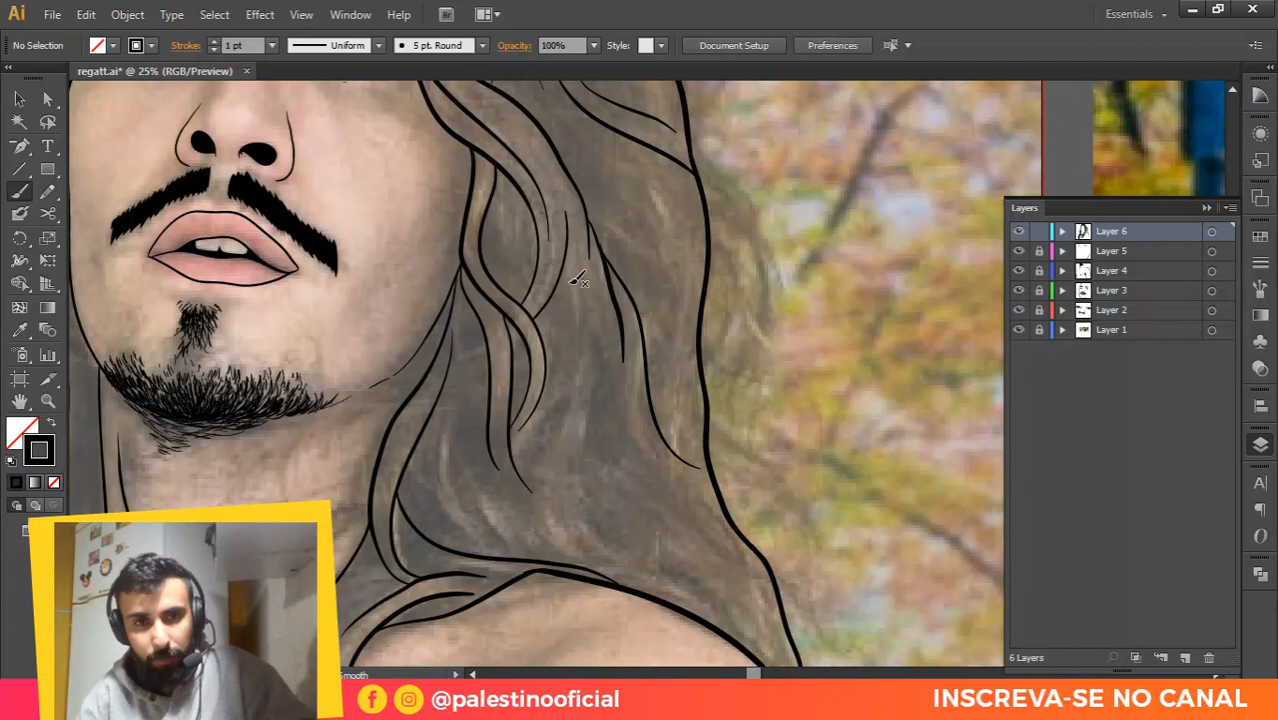 Ai File Edit Object Type Select Effect View Window Help Br Essentials
No Selection Stroke: 1 pt Uniform 5 pt. Round Opacity: 100% Style: Document Setup Preferences
regatt.ai* @ 25% (RGB/Preview) ×
Layers
Layer 6
Layer 5
Layer 4
Layer 3
Layer 2
Layer 1
6 Layers
@palestinooficial
INSCREVA-SE NO CANAL